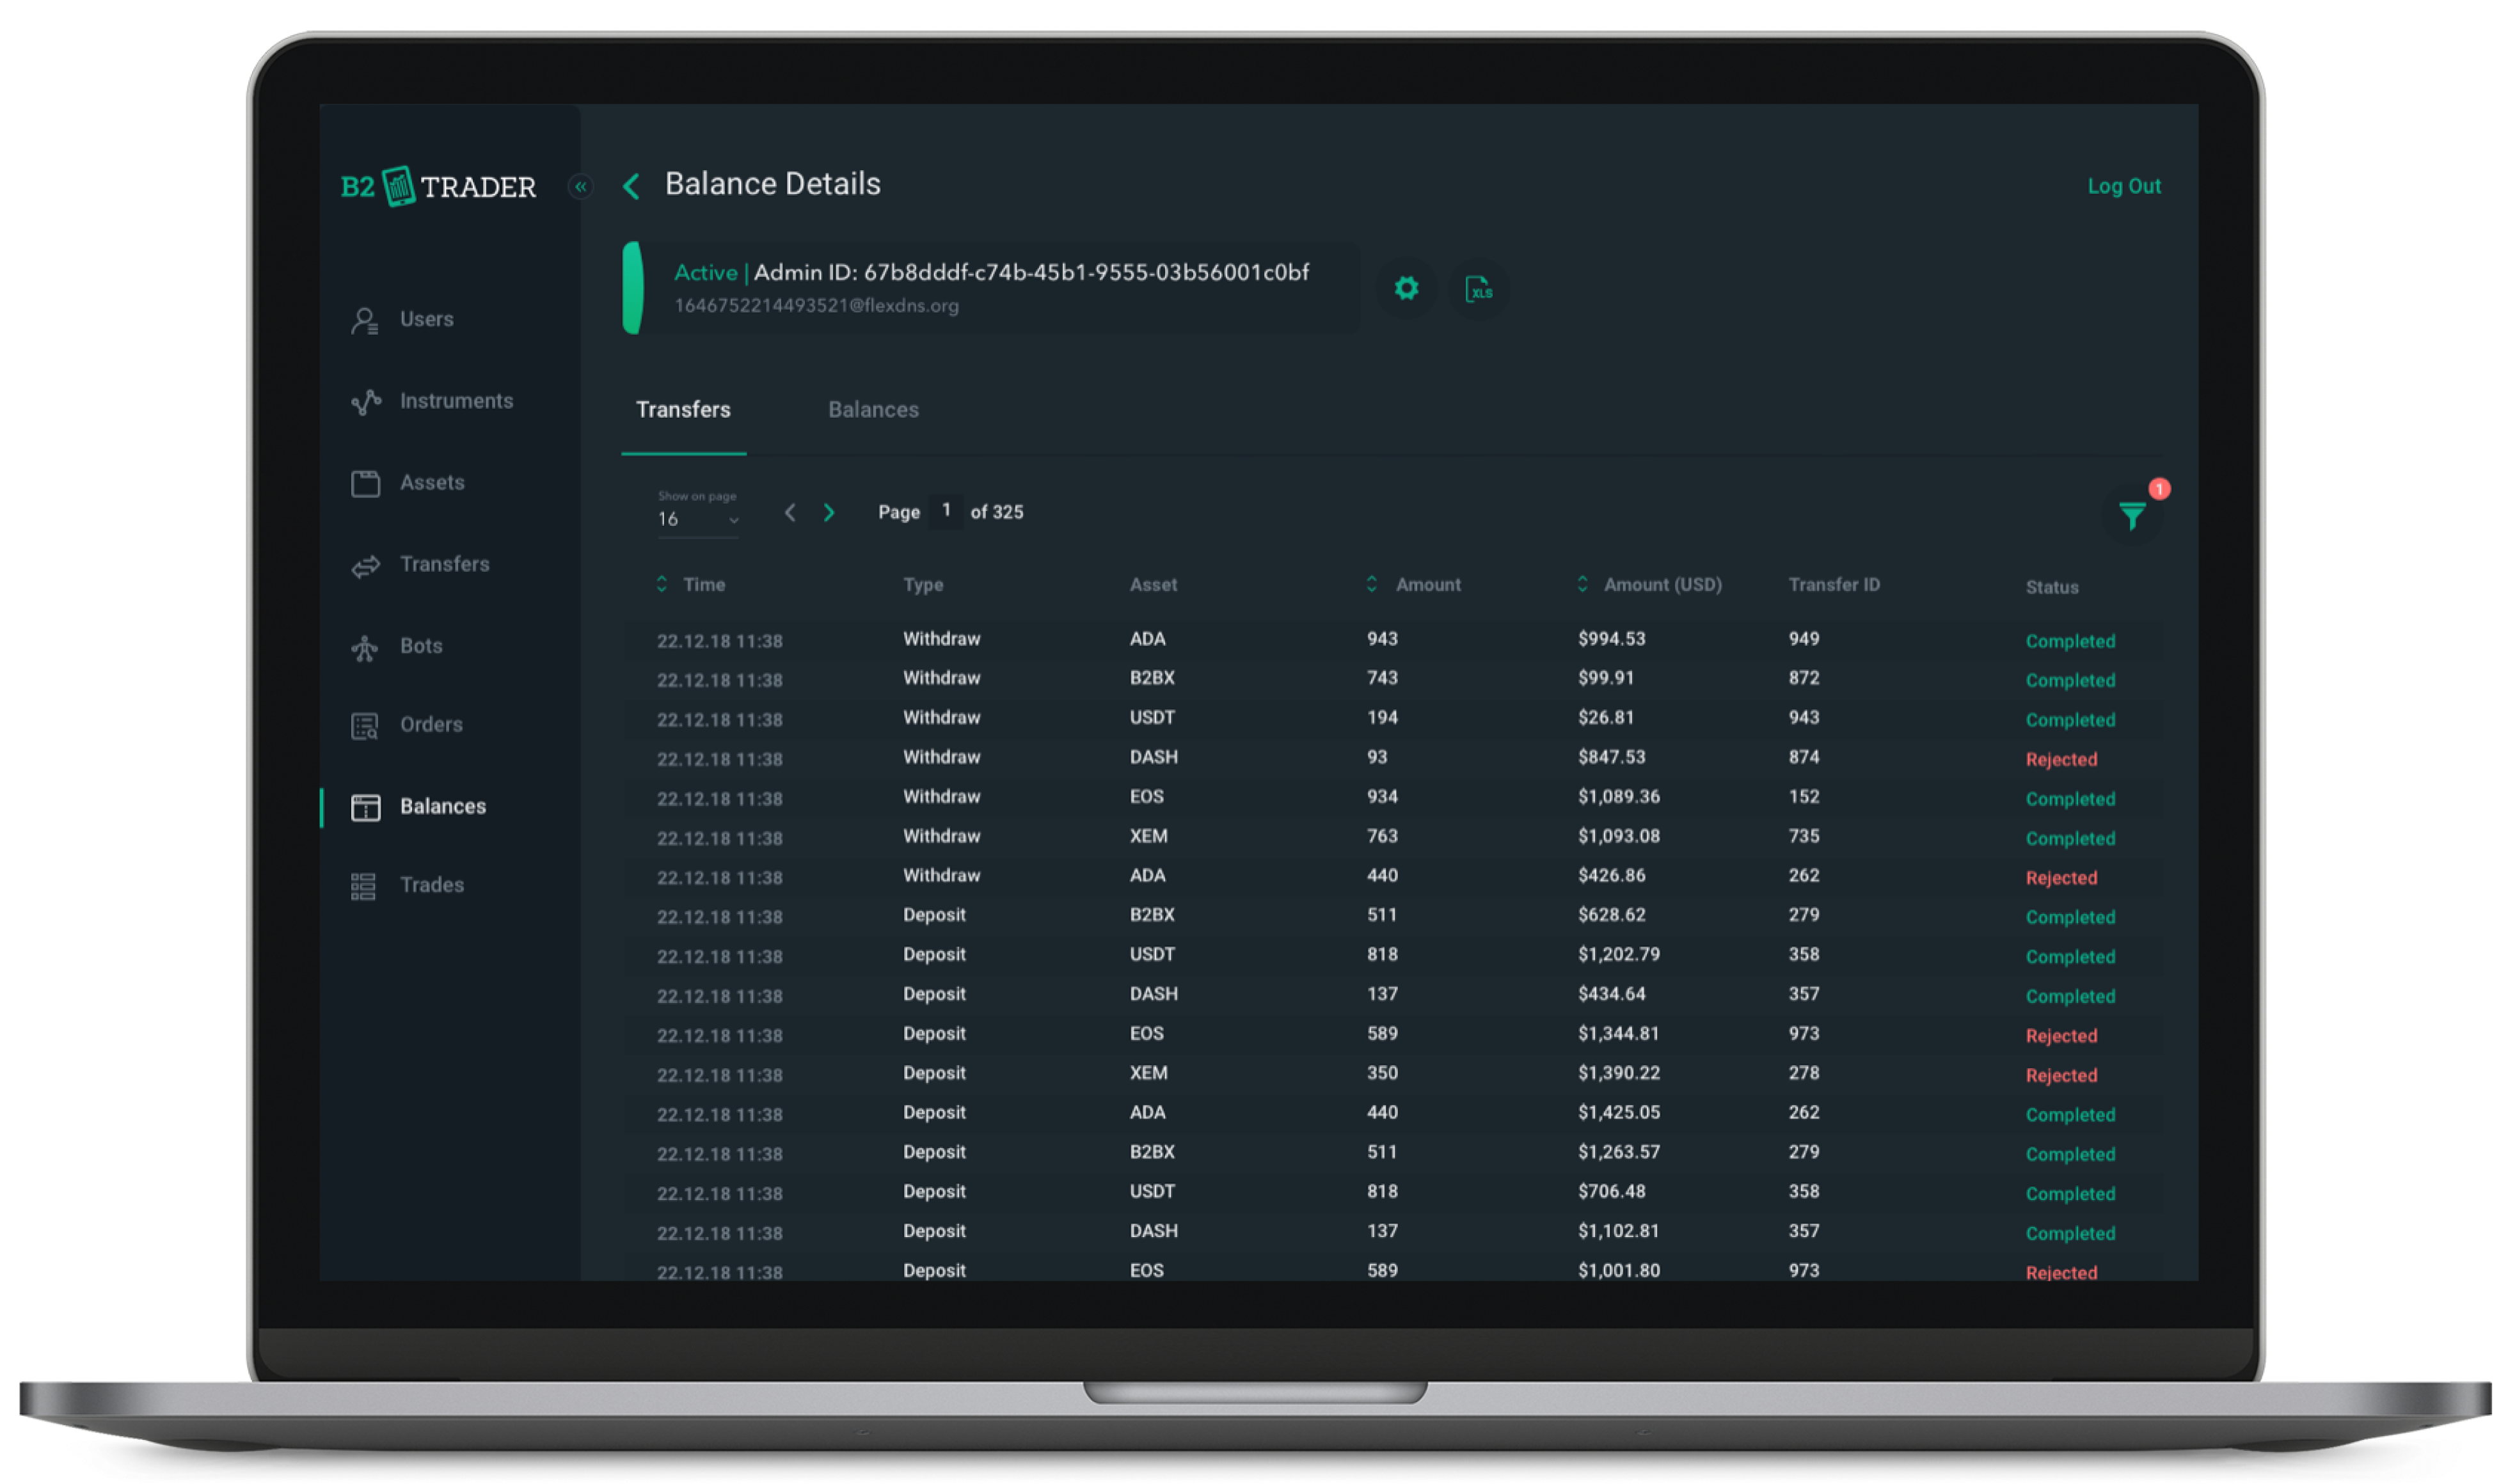 B2 TRADER
«
Balance Details
Log Out
Active | Admin ID: 67b8dddf-c74b-45b1-9555-03b56001c0bf
1646752214493521@flexdns.org
XLS
Users
Instruments
Assets
Transfers
Bots
Orders
Balances
Trades
Transfers Balances
Show on page
16
Page 1 of 325
1
Time Type Asset Amount Amount (USD) Transfer ID Status
22.12.18 11:38 Withdraw ADA 943 $994.53 949 Completed
22.12.18 11:38 Withdraw B2BX 743 $99.91 872 Completed
22.12.18 11:38 Withdraw USDT 194 $26.81 943 Completed
22.12.18 11:38 Withdraw DASH 93 $847.53 874 Rejected
22.12.18 11:38 Withdraw EOS 934 $1,089.36 152 Completed
22.12.18 11:38 Withdraw XEM 763 $1,093.08 735 Completed
22.12.18 11:38 Withdraw ADA 440 $426.86 262 Rejected
22.12.18 11:38 Deposit B2BX 511 $628.62 279 Completed
22.12.18 11:38 Deposit USDT 818 $1,202.79 358 Completed
22.12.18 11:38 Deposit DASH 137 $434.64 357 Completed
22.12.18 11:38 Deposit EOS 589 $1,344.81 973 Rejected
22.12.18 11:38 Deposit XEM 350 $1,390.22 278 Rejected
22.12.18 11:38 Deposit ADA 440 $1,425.05 262 Completed
22.12.18 11:38 Deposit B2BX 511 $1,263.57 279 Completed
22.12.18 11:38 Deposit USDT 818 $706.48 358 Completed
22.12.18 11:38 Deposit DASH 137 $1,102.81 357 Completed
22.12.18 11:38 Deposit EOS 589 $1,001.80 973 Rejected